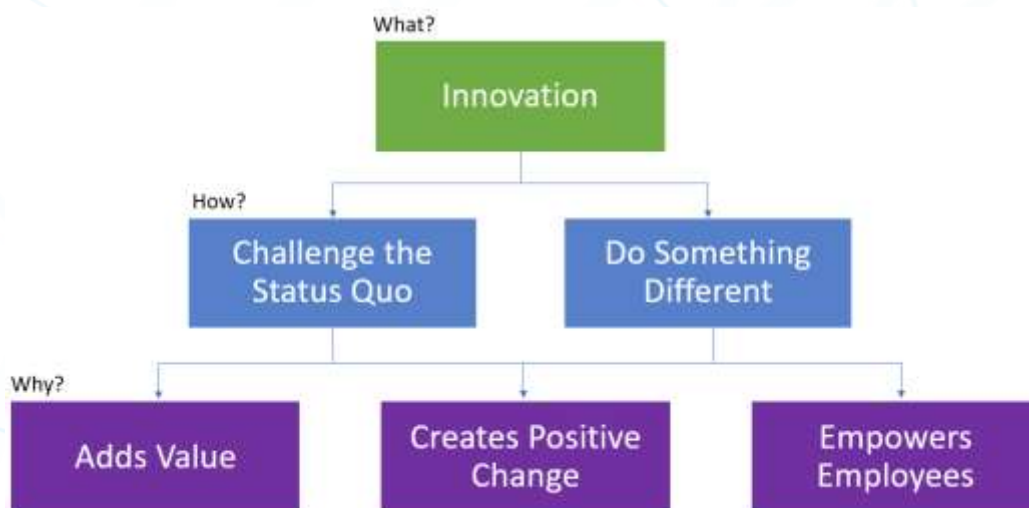 What?
Innovation
How?
Challenge the
Status Quo
Do Something
Different
Why?
Adds Value
Creates Positive
Change
Empowers
Employees